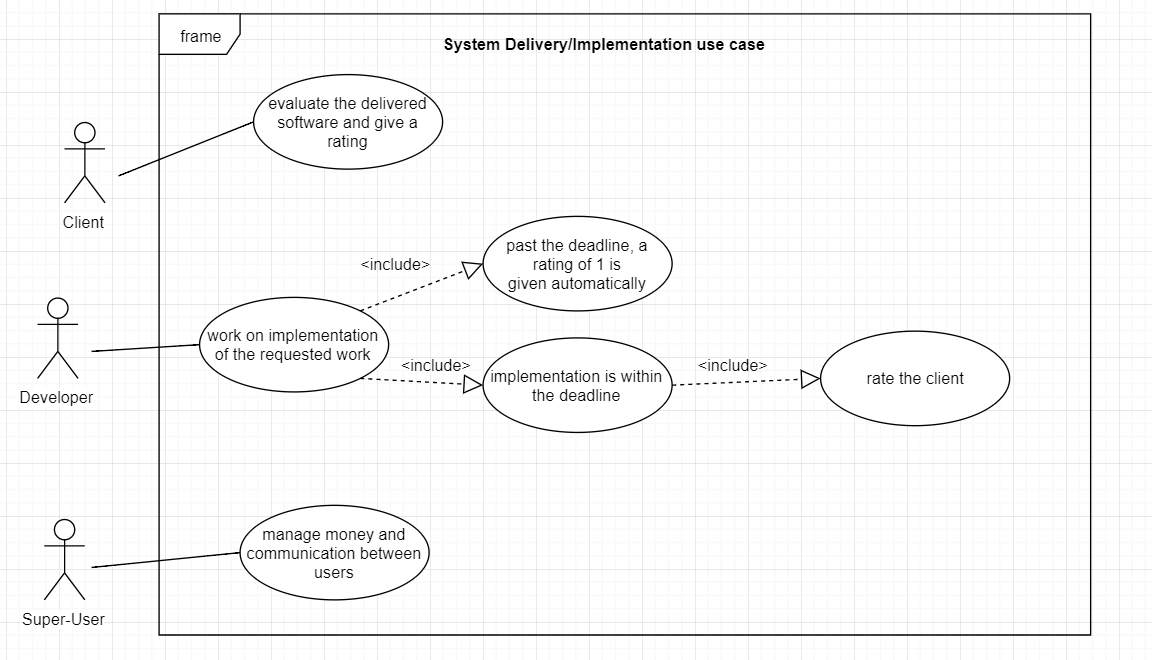 frame
System Delivery/Implementation use case
evaluate the delivered
software and give a
rating
Client
past the deadline, a
rating of 1 is
given automatically
<include>
work on implementation
of the requested work
<include>
implementation is within
the deadline
<include>
rate the client
Developer
manage money and
communication between
users
Super-User